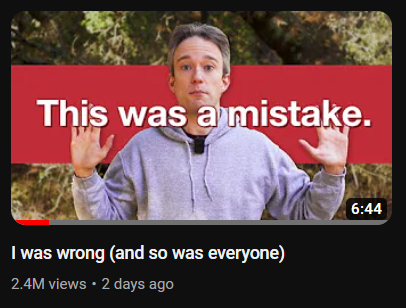 This was a mistake.
6:44
I was wrong (and so was everyone)
2.4M views • 2 days ago